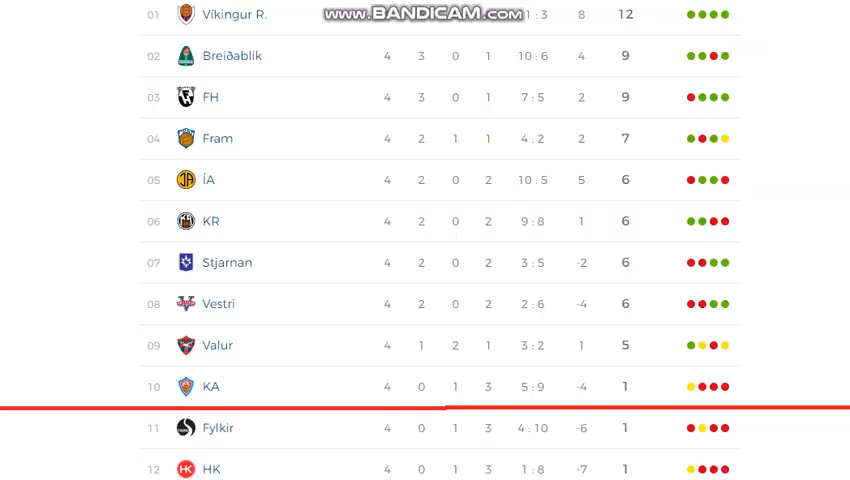 www.BANDICAM.com
01 Víkingur R. 1 : 3 8 12
02 Breiðablik 4 3 0 1 10 : 6 4 9
03 FH 4 3 0 1 7 : 5 2 9
04 Fram 4 2 1 1 4 : 2 2 7
05 ÍA 4 2 0 2 10 : 5 5 6
06 KR 4 2 0 2 9 : 8 1 6
07 Stjarnan 4 2 0 2 3 : 5 -2 6
08 Vestri 4 2 0 2 2 : 6 -4 6
09 Valur 4 1 2 1 3 : 2 1 5
10 KA 4 0 1 3 5 : 9 -4 1
11 Fylkir 4 0 1 3 4 : 10 -6 1
12 HK 4 0 1 3 1 : 8 -7 1